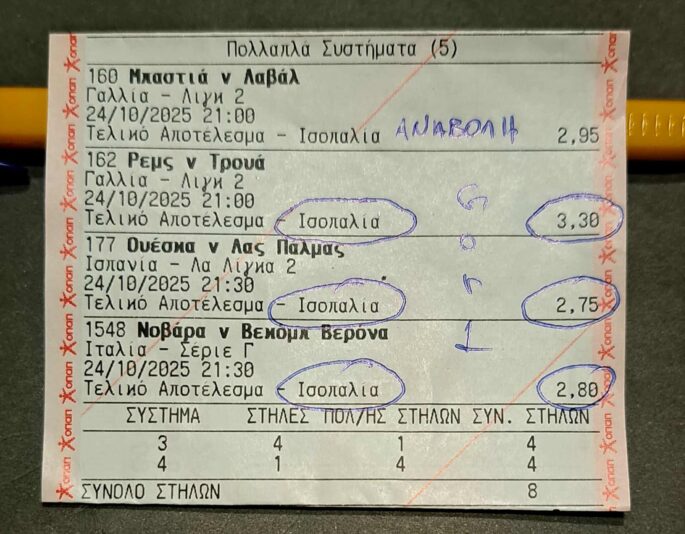 Πολλαπλά Συστήματα (5)
160 Μπαστιά v Λαβάλ
Γαλλία - Λιγκ 2
24/10/2025 21:00
Τελικό Αποτέλεσμα - Ισοπαλία ΑΝΑΒΟΛΗ 2,95
162 Ρεμς v Τρουά
Γαλλία - Λιγκ 2
24/10/2025 21:00
Τελικό Αποτέλεσμα - Ισοπαλία 3,30
177 Ουέσκα v Λας Πάλμας
Ισπανία - Λα Λίγκα 2
24/10/2025 21:30
Τελικό Αποτέλεσμα - Ισοπαλία 2,75
1548 Νοβάρα v Βεκομπ Βερόνα
Ιταλία - Σέριε Γ
24/10/2025 21:30
Τελικό Αποτέλεσμα - Ισοπαλία 2,80
ΣΥΣΤΗΜΑ ΣΤΗΛΕΣ ΠΟΛ/ΗΣ ΣΤΗΛΩΝ ΣΥΝ. ΣΤΗΛΩΝ
3 4 1 4
4 1 4 4
ΣΥΝΟΛΟ ΣΤΗΛΩΝ 8